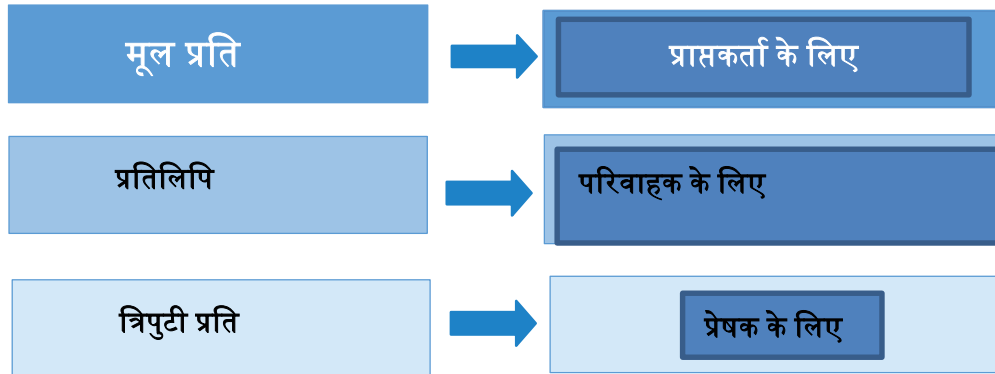 मूल प्रति
प्राप्तकर्ता के लिए
प्रतिलिपि
परिवाहक के लिए
त्रिपुटी प्रति
प्रेषक के लिए